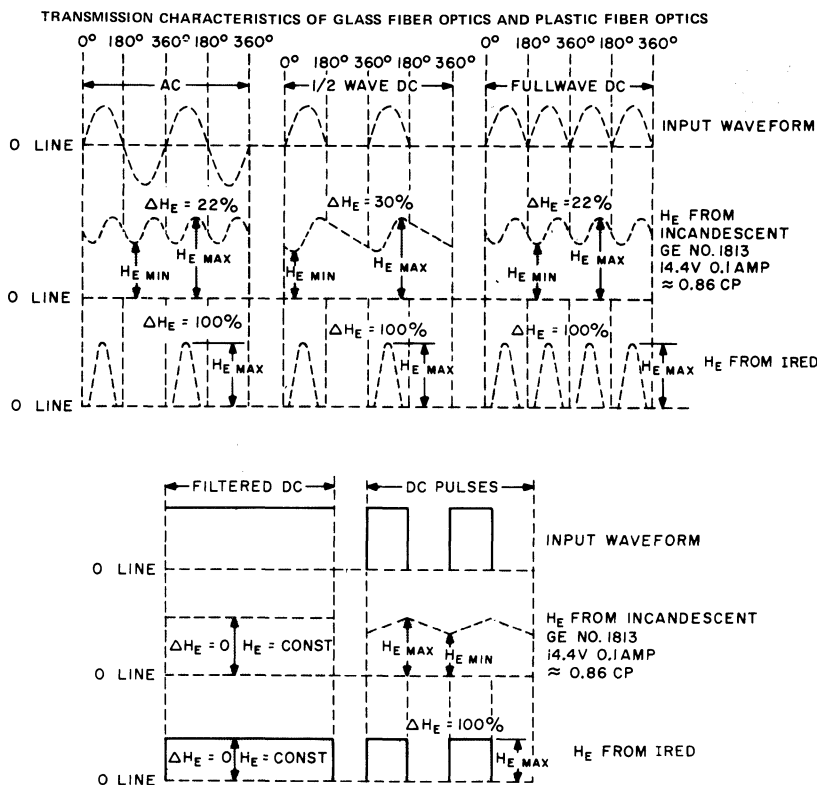 TRANSMISSION CHARACTERISTICS OF GLASS FIBER OPTICS AND PLASTIC FIBER OPTICS
0° 180° 360° 180° 360° 0° 180° 360° 180° 360° 0° 180° 360° 180° 360°
AC 1/2 WAVE DC FULLWAVE DC
INPUT WAVEFORM
0 LINE
ΔHE = 22% ΔHE = 30% ΔHE = 22%
HE FROM
INCANDESCENT
GE NO. 1813
14.4V 0.1 AMP
≈ 0.86 CP
HE MIN HE MAX HE MIN HE MAX HE MIN HE MAX
0 LINE
ΔHE = 100% ΔHE = 100% ΔHE = 100%
HE MAX HE MAX HE MAX HE FROM IRED
0 LINE
FILTERED DC DC PULSES
INPUT WAVEFORM
0 LINE
HE FROM INCANDESCENT
GE NO. 1813
14.4V 0.1 AMP
≈ 0.86 CP
ΔHE = 0 HE = CONST HE MAX HE MIN
0 LINE
ΔHE = 100%
ΔHE = 0 HE = CONST HE MAX HE FROM IRED
0 LINE